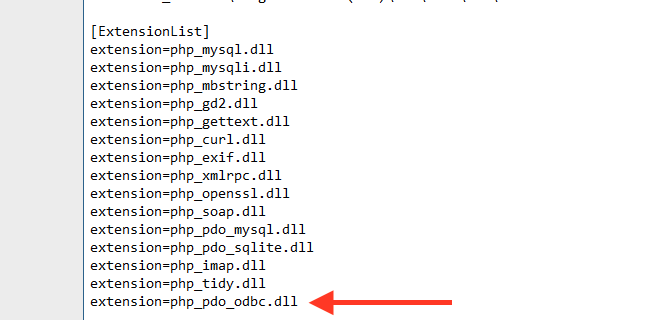 [ExtensionList]
extension=php_mysql.dll
extension=php_mysqli.dll
extension=php_mbstring.dll
extension=php_gd2.dll
extension=php_gettext.dll
extension=php_curl.dll
extension=php_exif.dll
extension=php_xmlrpc.dll
extension=php_openssl.dll
extension=php_soap.dll
extension=php_pdo_mysql.dll
extension=php_pdo_sqlite.dll
extension=php_imap.dll
extension=php_tidy.dll
extension=php_pdo_odbc.dll